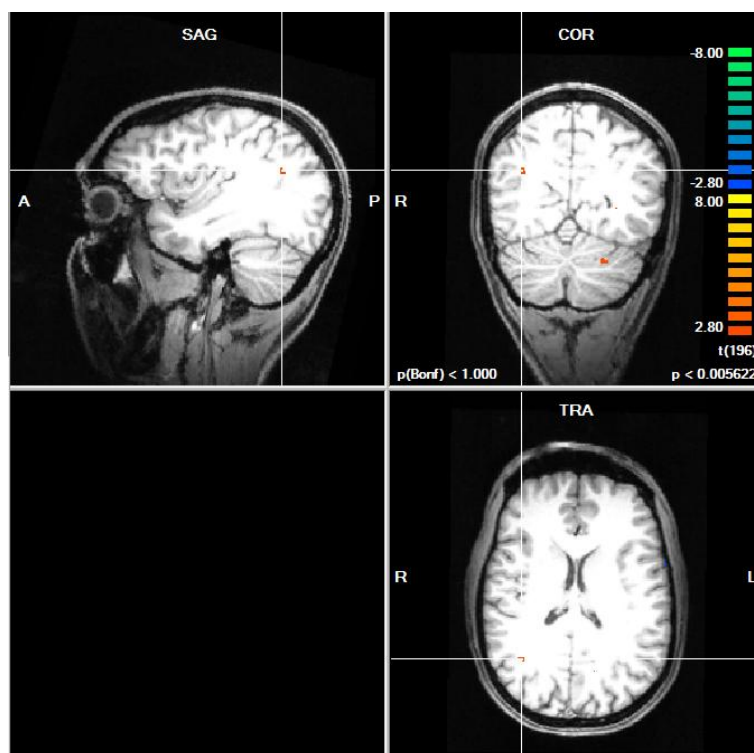 SAG
A
P
COR
R
-8.00
-2.80
8.00
2.80
t(196)
p(Bonf) < 1.000
p < 0.005622
TRA
R
L